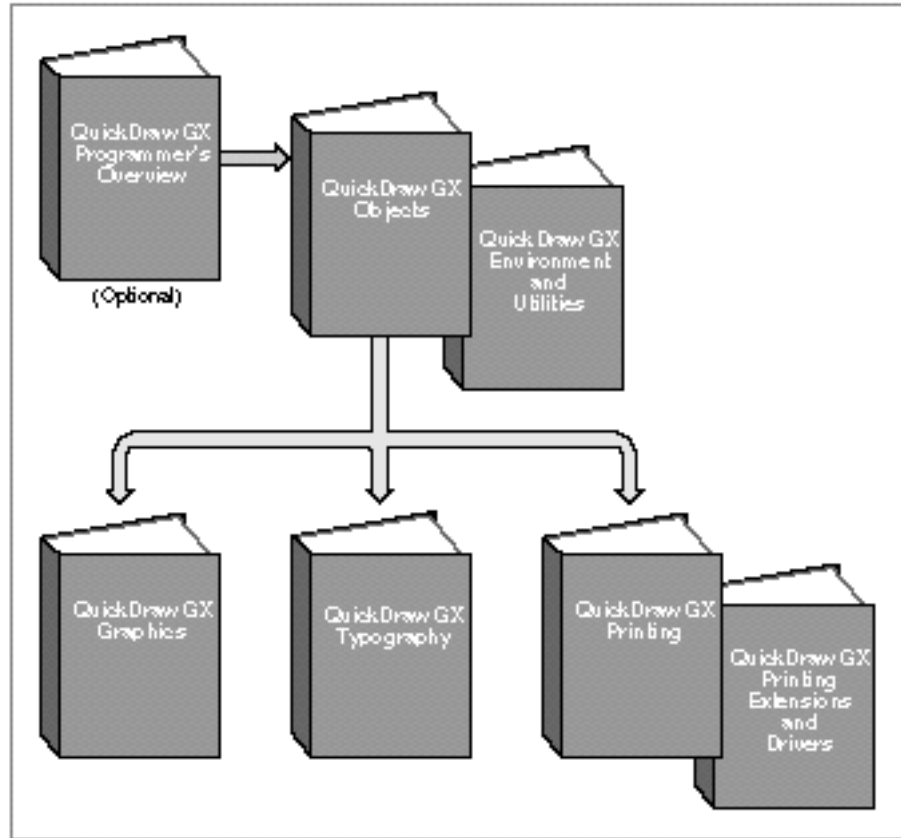 QuickDraw GX
Programmer's
Overview
(Optional)
QuickDraw GX
Objects
QuickDraw GX
Environment
and
Utilities
QuickDraw GX
Graphics
QuickDraw GX
Typography
QuickDraw GX
Printing
QuickDraw GX
Printing
Extensions
and
Drivers